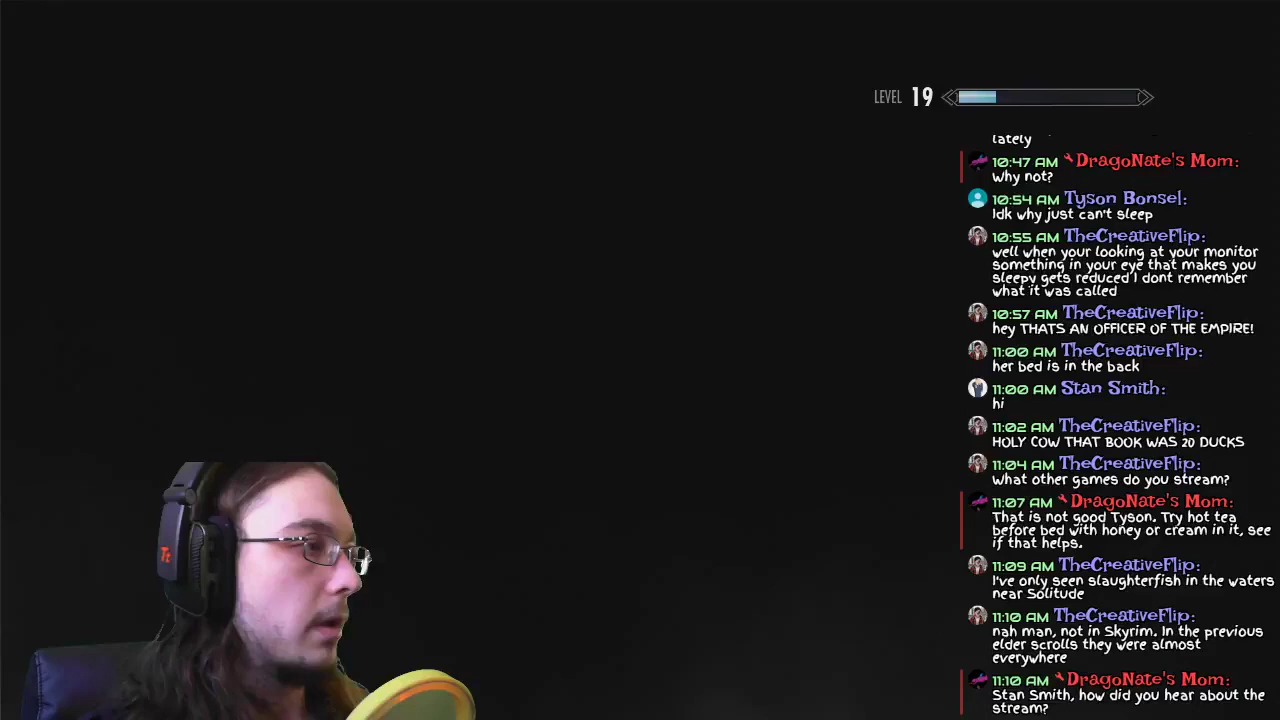 LEVEL 19
lately
10:47 AM DragoNate's Mom:
Why not?
10:54 AM Tyson Bonsel:
Idk why just can't sleep
10:55 AM TheCreativeFlip:
well when your looking at your monitor
something in your eye that makes you
sleepy gets reduced I dont remember
what it was called
10:57 AM TheCreativeFlip:
hey THATS AN OFFICER OF THE EMPIRE!
11:00 AM TheCreativeFlip:
her bed is in the back
11:00 AM Stan Smith:
hi
11:02 AM TheCreativeFlip:
HOLY COW THAT BOOK WAS 20 DUCKS
11:04 AM TheCreativeFlip:
What other games do you stream?
11:07 AM DragoNate's Mom:
That is not good Tyson. Try hot tea
before bed with honey or cream in it, see
if that helps.
11:09 AM TheCreativeFlip:
I've only seen slaughterfish in the waters
near Solitude
11:10 AM TheCreativeFlip:
nah man, not in Skyrim. In the previous
elder scrolls they were almost
everywhere
11:10 AM DragoNate's Mom:
Stan Smith, how did you hear about the
stream?
Tt